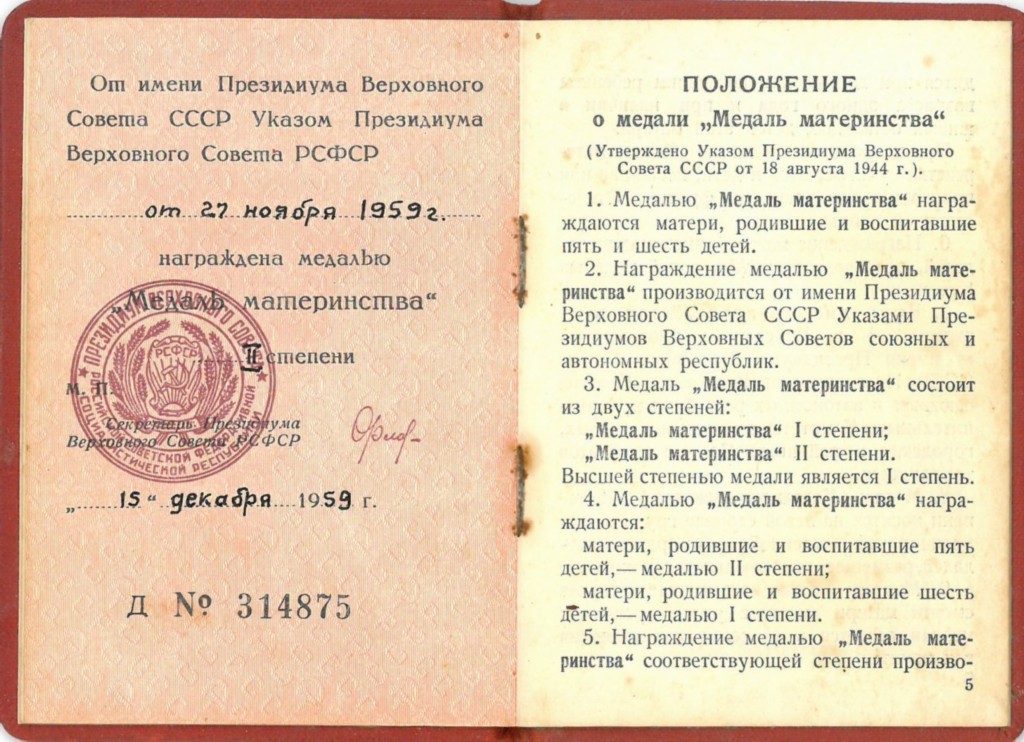 От имени Президиума Верховного
Совета СССР Указом Президиума
Верховного Совета РСФСР
от 27 ноября 1959 г.
награждена медалью
„Медаль материнства“
II степени
М. П.
Секретарь Президиума
Верховного Совета РСФСР
„ 15 “ декабря 1959 г.
Д № 314875
РСФСР
ПОЛОЖЕНИЕ
о медали „Медаль материнства“
(Утверждено Указом Президиума Верховного
Совета СССР от 18 августа 1944 г.).
1. Медалью „Медаль материнства“ награ-
ждаются матери, родившие и воспитавшие
пять и шесть детей.
2. Награждение медалью „Медаль мате-
ринства“ производится от имени Президиума
Верховного Совета СССР Указами Пре-
зидиумов Верховных Советов союзных и
автономных республик.
3. Медаль „Медаль материнства“ состоит
из двух степеней:
„Медаль материнства“ I степени;
„Медаль материнства“ II степени.
Высшей степенью медали является I степень.
4. Медалью „Медаль материнства“ награ-
ждаются:
матери, родившие и воспитавшие пять
детей,— медалью II степени;
матери, родившие и воспитавшие шесть
детей,— медалью I степени.
5. Награждение медалью „Медаль мате-
ринства“ соответствующей степени произво-
5